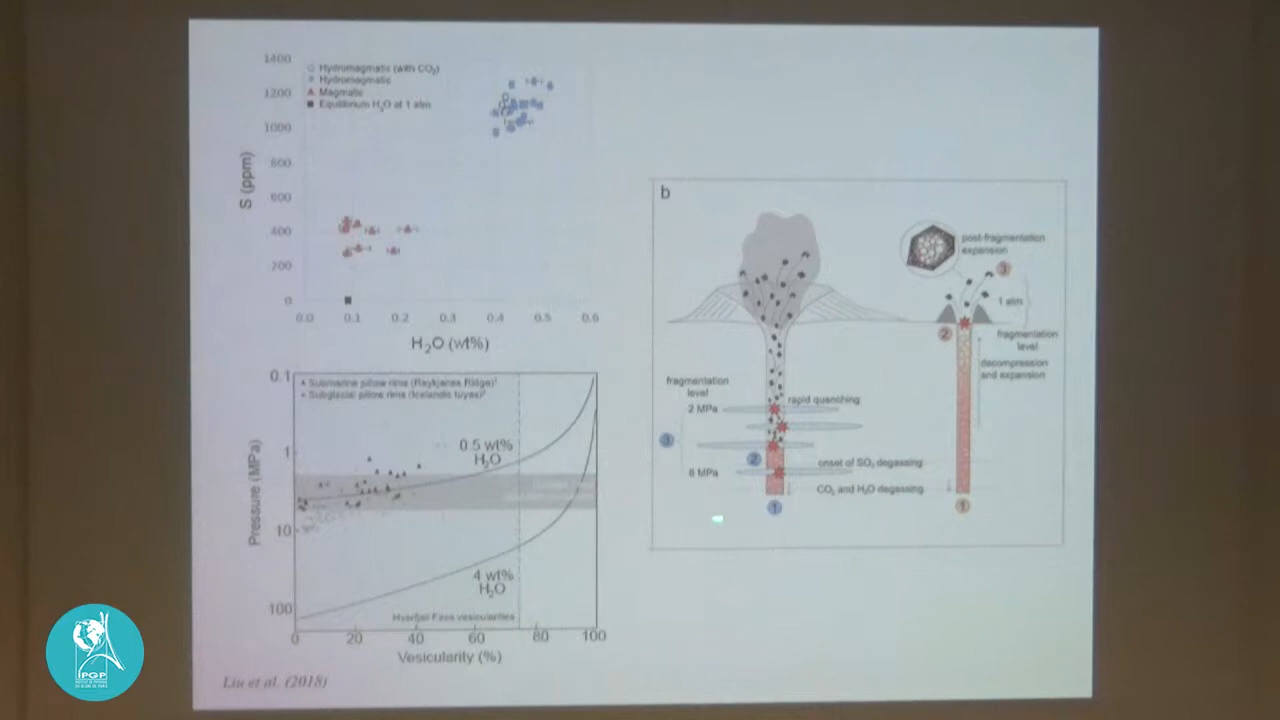 1400
1200
1000
800
600
400
200
0
S (ppm)
Hydromagmatic (with CO₂)
Hydromagmatic
Magmatic
Equilibrium H₂O at 1 atm
0.0 0.1 0.2 0.3 0.4 0.5 0.6
H₂O (wt%)
0.1
1
10
100
Pressure (MPa)
Submarine pillow rims (Reykjanes Ridge)¹
Subglacial pillow rims (Icelandic tuyas)²
0.5 wt%
H₂O
4 wt%
H₂O
Hverfjall Fires vesicularities
0 20 40 60 80 100
Vesicularity (%)
Liu et al. (2018)
b
post-fragmentation
expansion
3
1 atm
2
fragmentation
level
decompression
and expansion
fragmentation
level
2 MPa
rapid quenching
3
2
6 MPa
onset of SO₂ degassing
CO₂ and H₂O degassing
1
1
IPGP